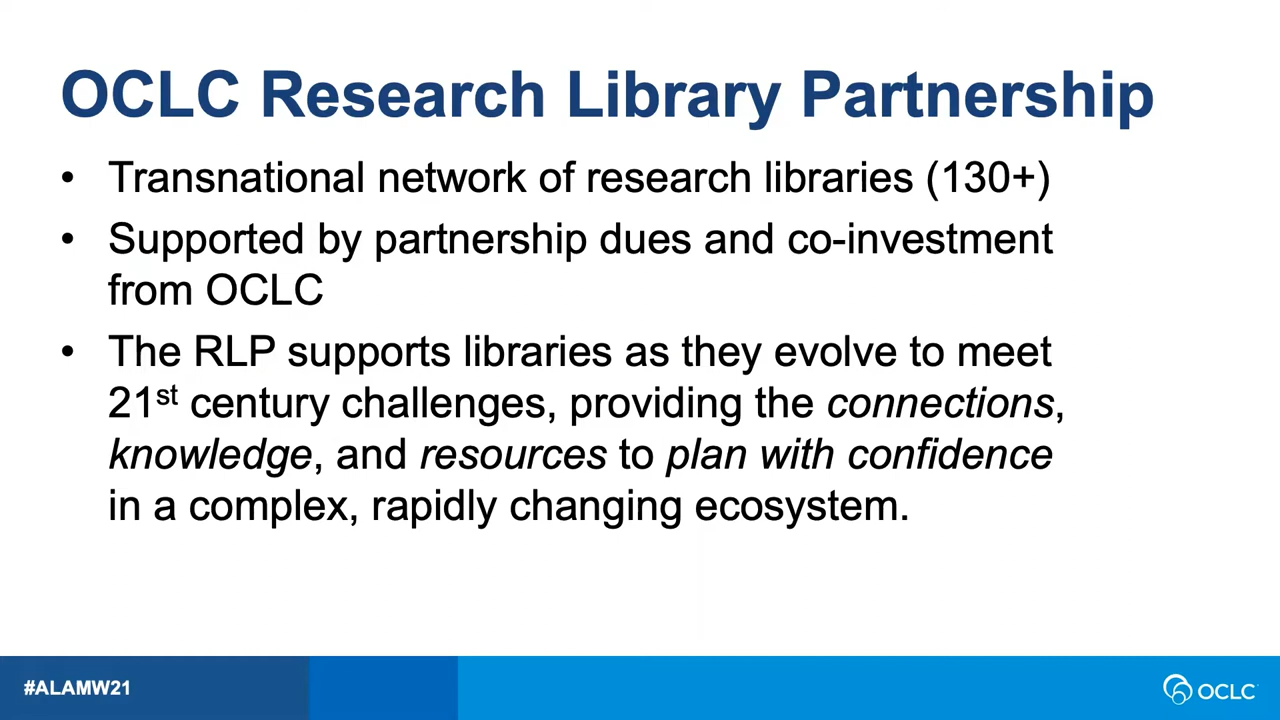 OCLC Research Library Partnership
• Transnational network of research libraries (130+)
• Supported by partnership dues and co-investment
from OCLC
• The RLP supports libraries as they evolve to meet
21st century challenges, providing the connections,
knowledge, and resources to plan with confidence
in a complex, rapidly changing ecosystem.
#ALAMW21
OCLC